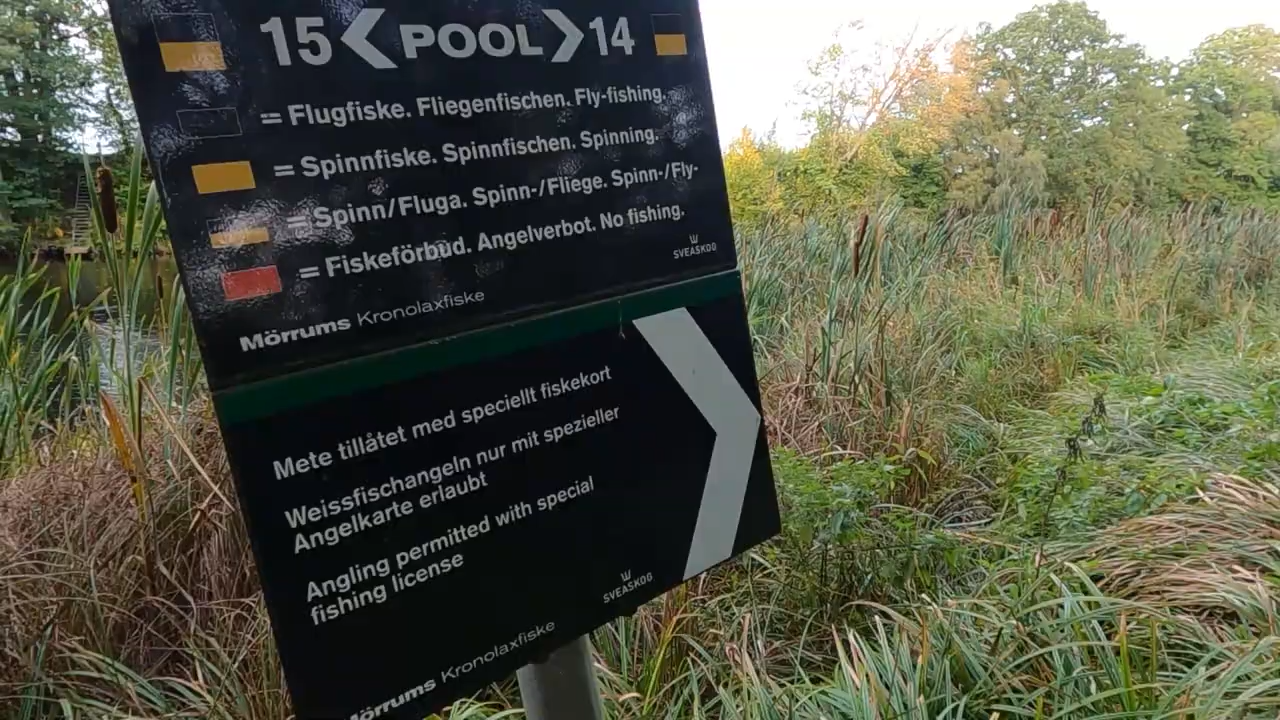 15 < POOL > 14
= Flugfiske. Fliegenfischen. Fly-fishing.
= Spinnfiske. Spinnfischen. Spinning.
= Spinn/Fluga. Spinn-/Fliege. Spinn-/Fly-
= Fiskeförbud. Angelverbot. No fishing.
SVEASKOG
Mörrums Kronolaxfiske
Mete tillåtet med speciellt fiskekort
Weissfischangeln nur mit spezieller
Angelkarte erlaubt
Angling permitted with special
fishing license
SVEASKOG
Mörrums Kronolaxfiske